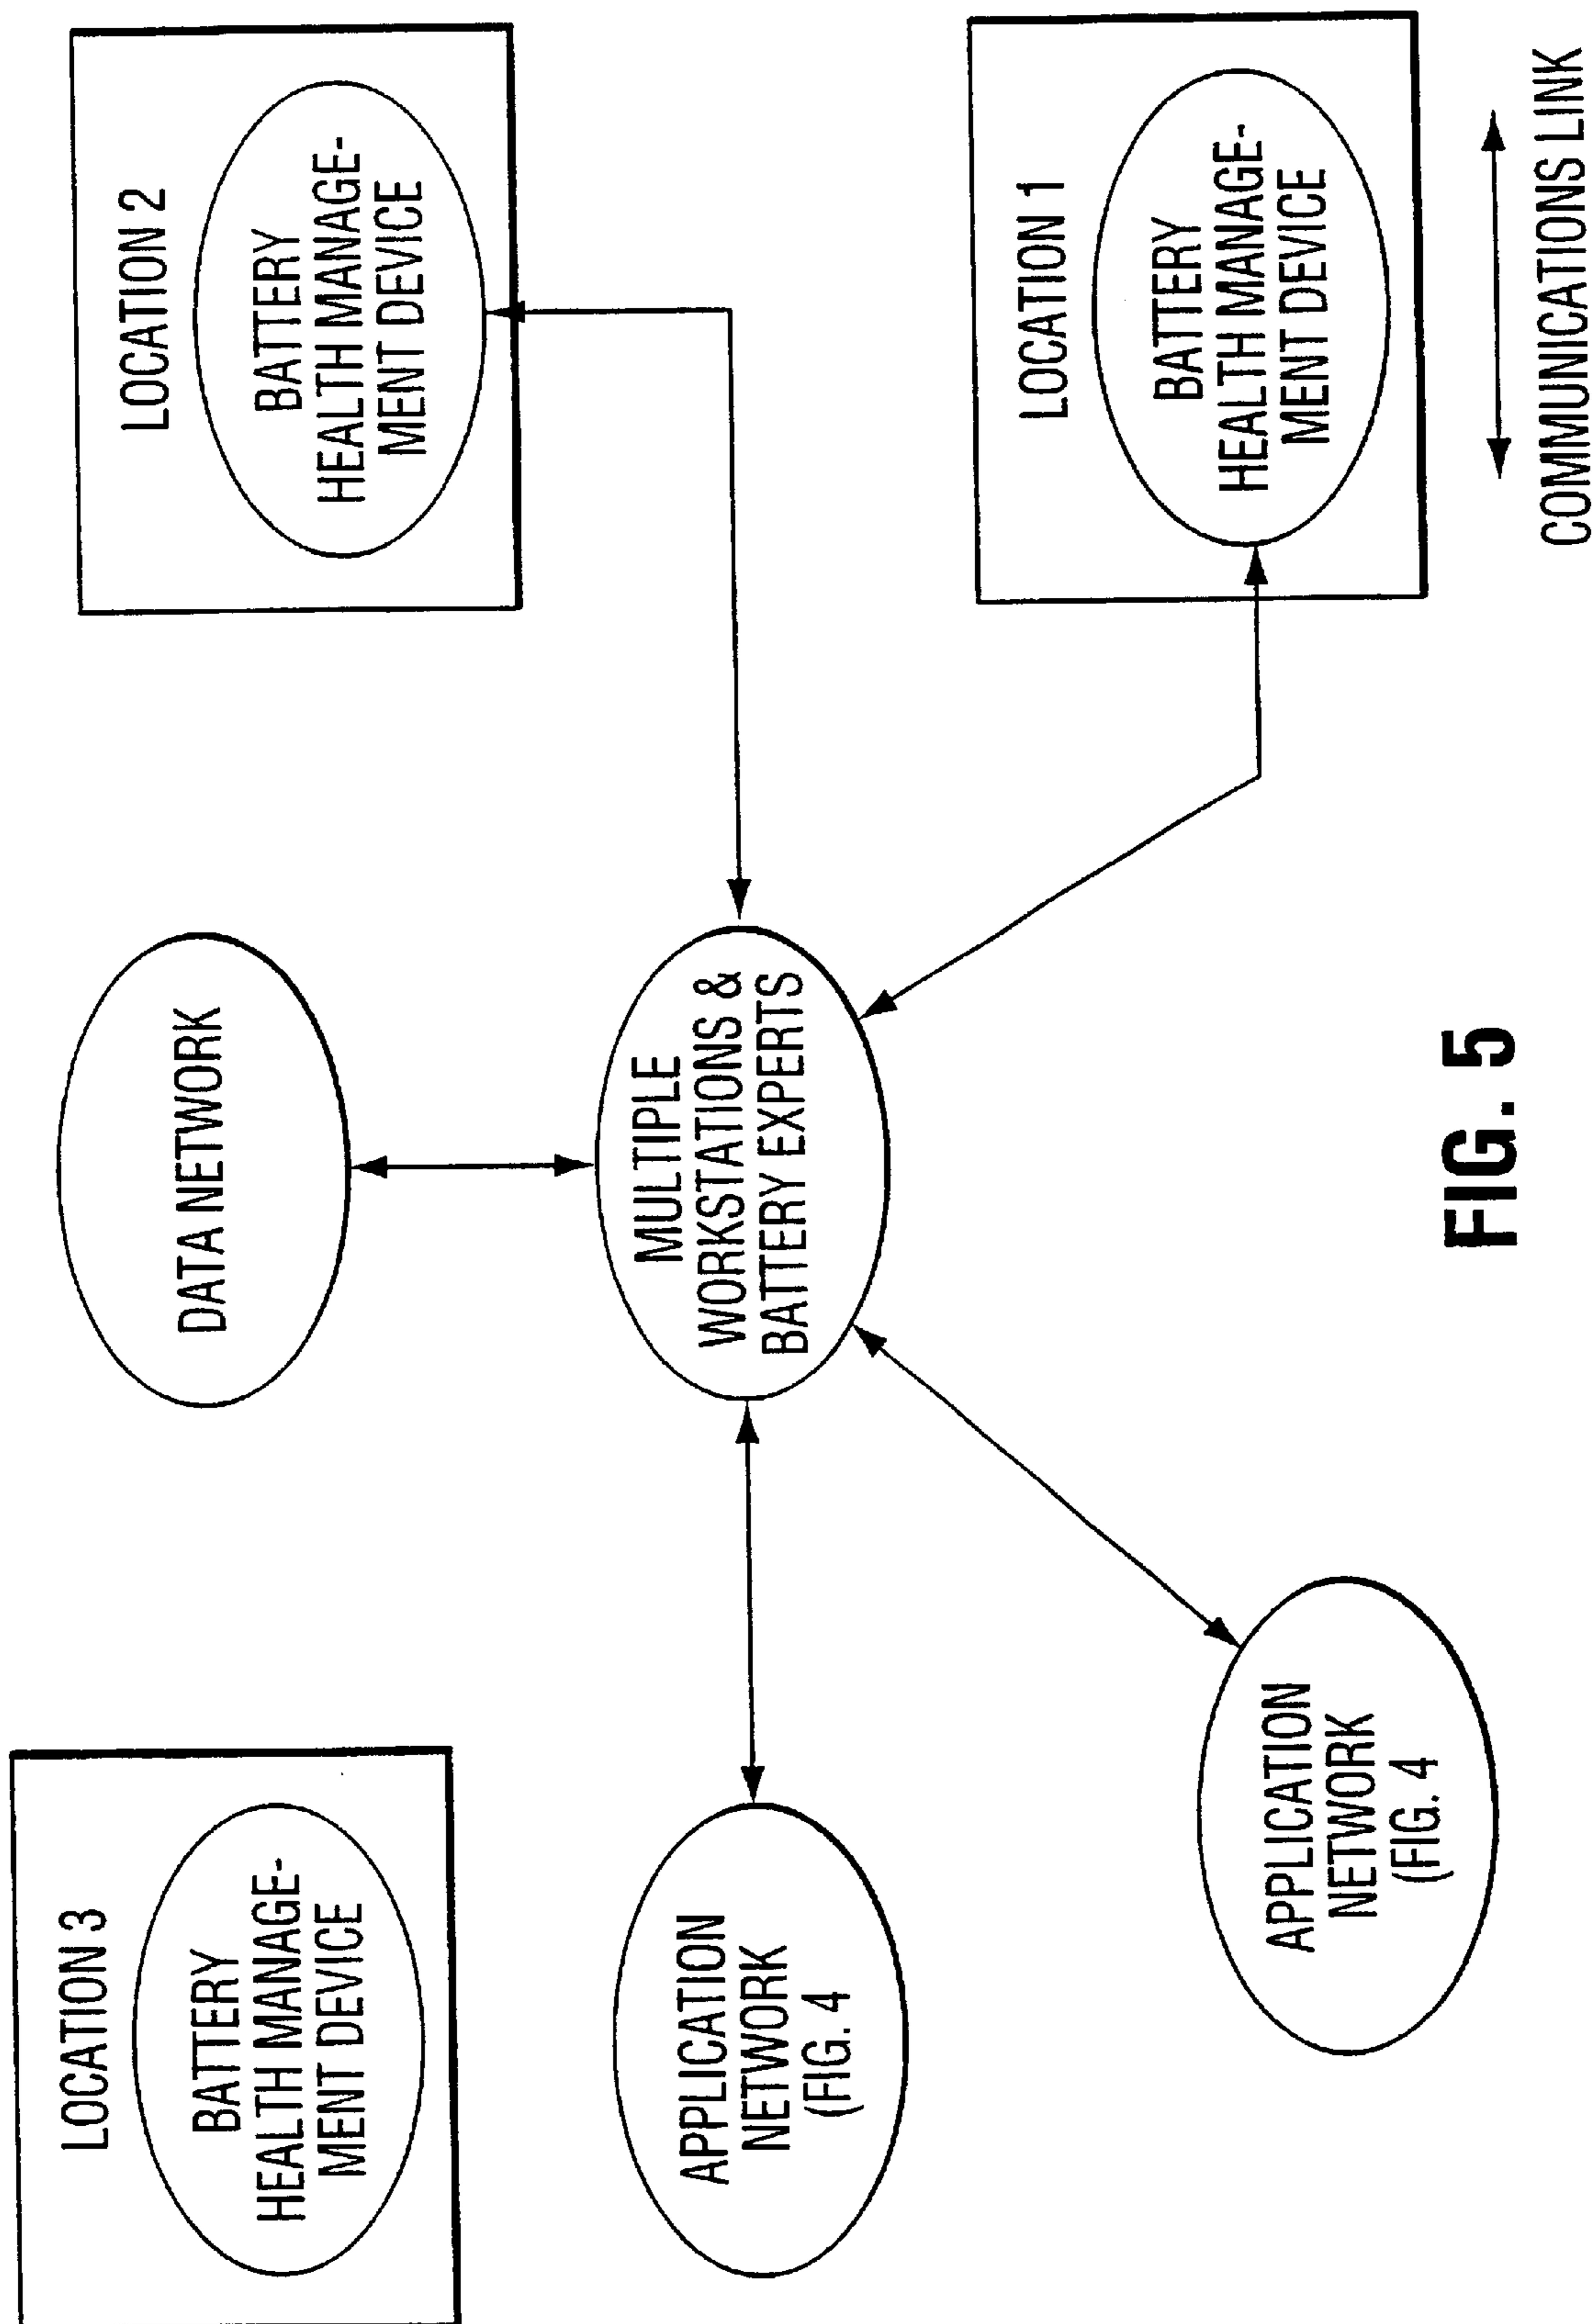 LOCATION 3
BATTERY
HEALTH MANAGE-
MENT DEVICE
DATA NETWORK
LOCATION 2
BATTERY
HEALTH MANAGE-
MENT DEVICE
APPLICATION
NETWORK
(FIG. 4
MULTIPLE
WORKSTATIONS &
BATTERY EXPERTS
LOCATION 1
BATTERY
HEALTH MANAGE-
MENT DEVICE
APPLICATION
NETWORK
(FIG. 4
COMMUNICATIONS LINK
FIG. 5